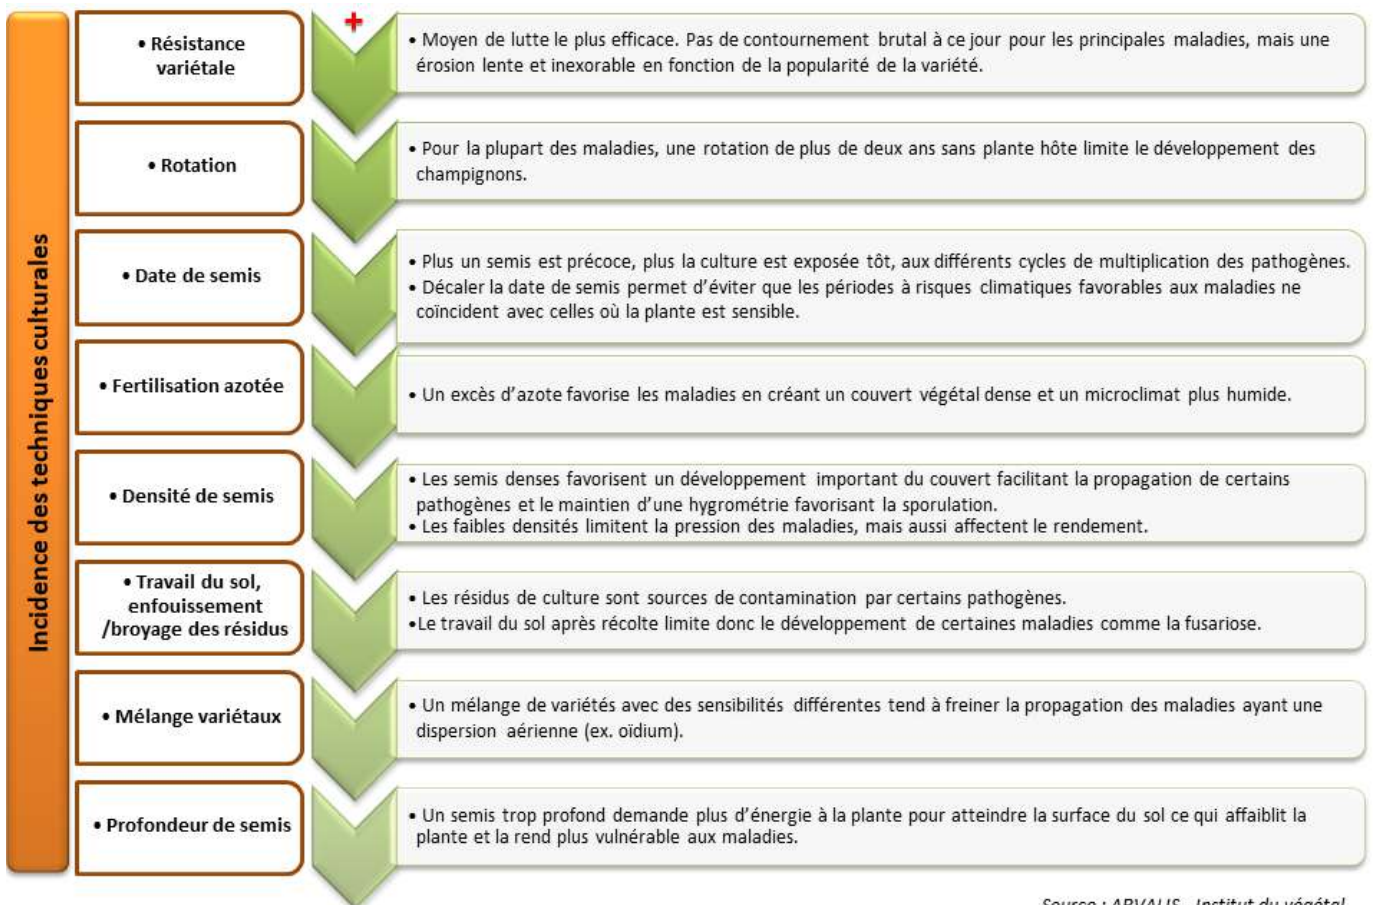 Incidence des techniques culturales
+
• Résistance
variétale
• Moyen de lutte le plus efficace. Pas de contournement brutal à ce jour pour les principales maladies, mais une
érosion lente et inexorable en fonction de la popularité de la variété.
• Rotation
• Pour la plupart des maladies, une rotation de plus de deux ans sans plante hôte limite le développement des
champignons.
• Date de semis
• Plus un semis est précoce, plus la culture est exposée tôt, aux différents cycles de multiplication des pathogènes.
• Décaler la date de semis permet d’éviter que les périodes à risques climatiques favorables aux maladies ne
coïncident avec celles où la plante est sensible.
• Fertilisation azotée
• Un excès d’azote favorise les maladies en créant un couvert végétal dense et un microclimat plus humide.
• Densité de semis
• Les semis denses favorisent un développement important du couvert facilitant la propagation de certains
pathogènes et le maintien d’une hygrométrie favorisant la sporulation.
• Les faibles densités limitent la pression des maladies, mais aussi affectent le rendement.
• Travail du sol,
enfouissement
/broyage des résidus
• Les résidus de culture sont sources de contamination par certains pathogènes.
•Le travail du sol après récolte limite donc le développement de certaines maladies comme la fusariose.
• Mélange variétaux
• Un mélange de variétés avec des sensibilités différentes tend à freiner la propagation des maladies ayant une
dispersion aérienne (ex. oïdium).
• Profondeur de semis
• Un semis trop profond demande plus d’énergie à la plante pour atteindre la surface du sol ce qui affaiblit la
plante et la rend plus vulnérable aux maladies.
Source : ARVALIS - Institut du végétal